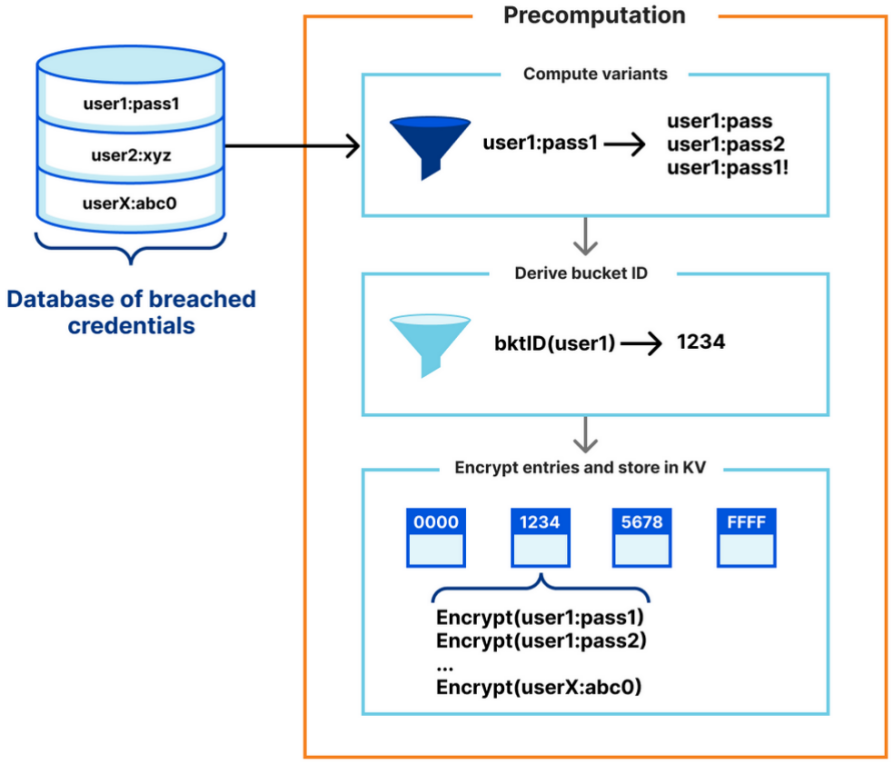 Precomputation
user1:pass1
user2:xyz
userX:abc0
Database of breached
credentials
Compute variants
user1:pass1
user1:pass
user1:pass2
user1:pass1!
Derive bucket ID
bktID(user1)
1234
Encrypt entries and store in KV
0000
1234
5678
FFFF
Encrypt(user1:pass1)
Encrypt(user1:pass2)
...
Encrypt(userX:abc0)